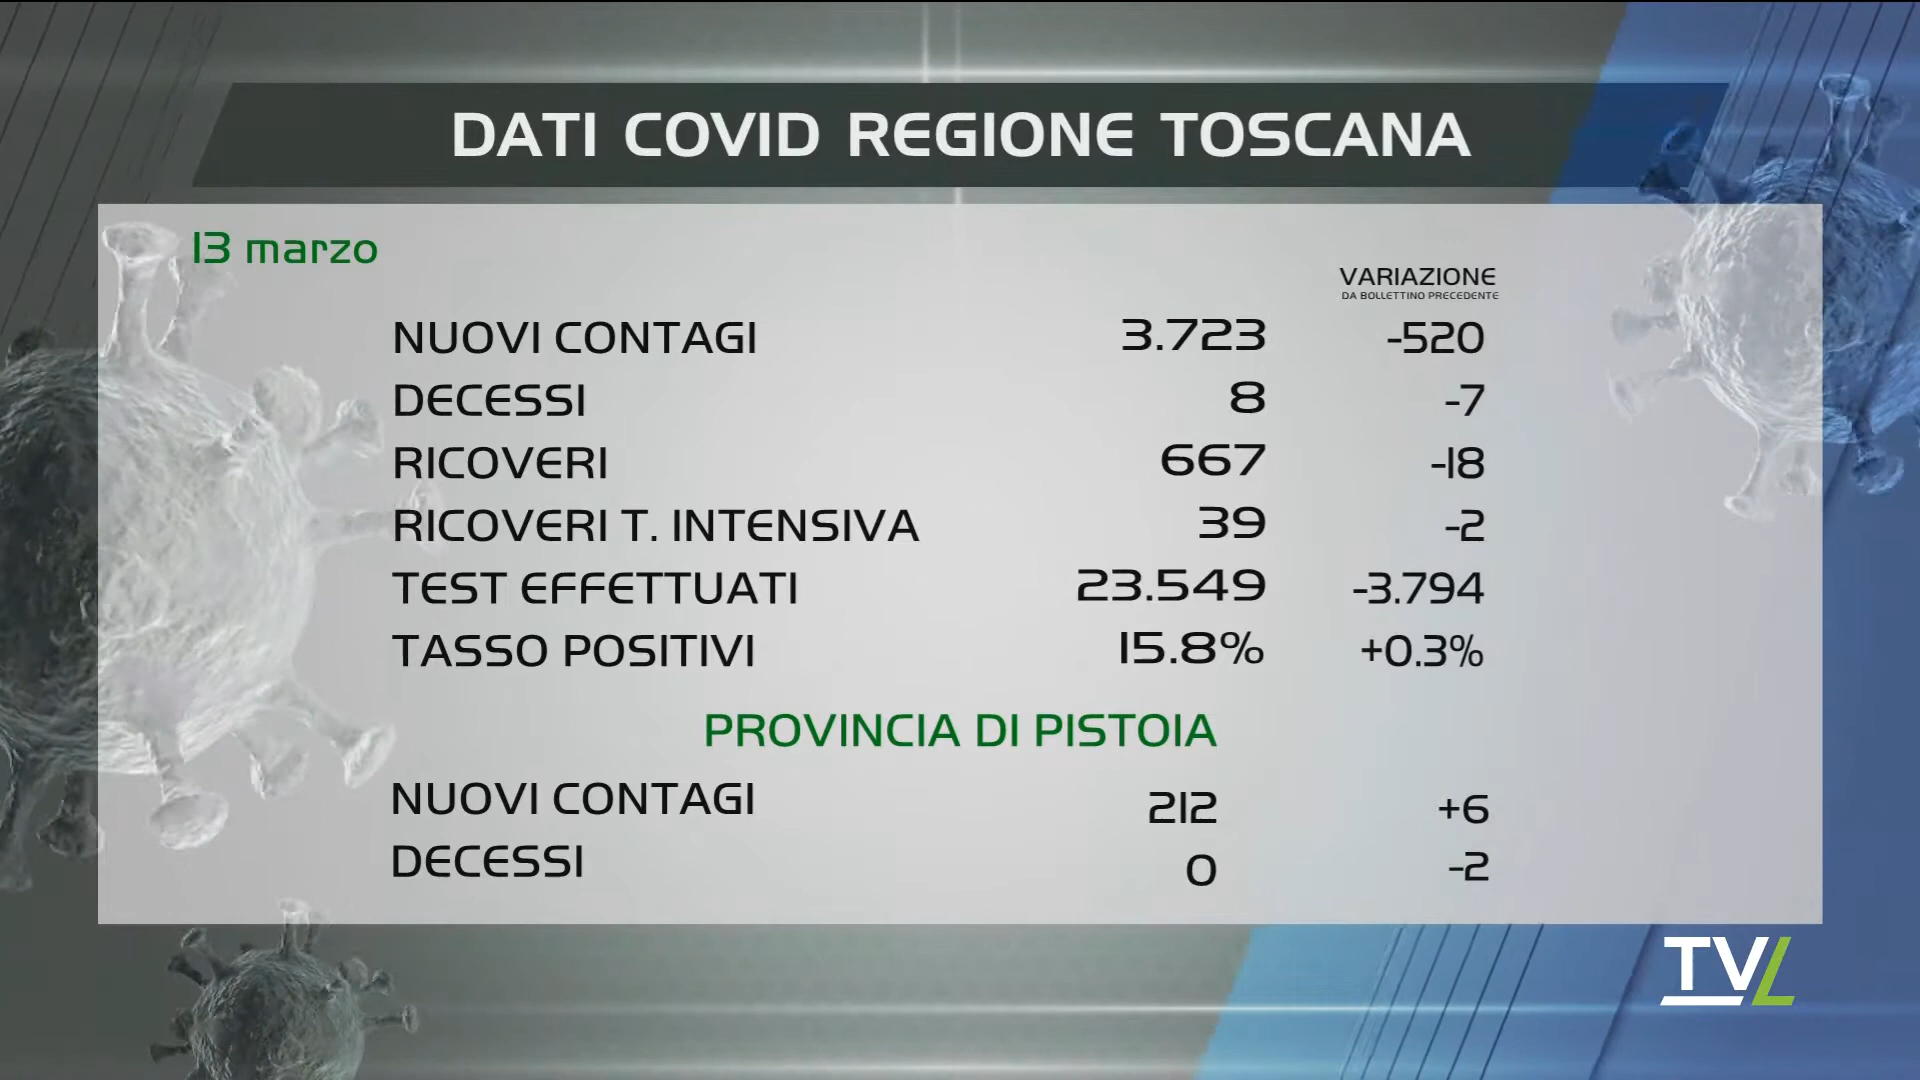 DATI COVID REGIONE TOSCANA
13 marzo
VARIAZIONE
DA BOLLETTINO PRECEDENTE
NUOVI CONTAGI 3.723 -520
DECESSI 8 -7
RICOVERI 667 -18
RICOVERI T. INTENSIVA 39 -2
TEST EFFETTUATI 23.549 -3.794
TASSO POSITIVI 15.8% +0.3%
PROVINCIA DI PISTOIA
NUOVI CONTAGI 212 +6
DECESSI 0 -2
TVL